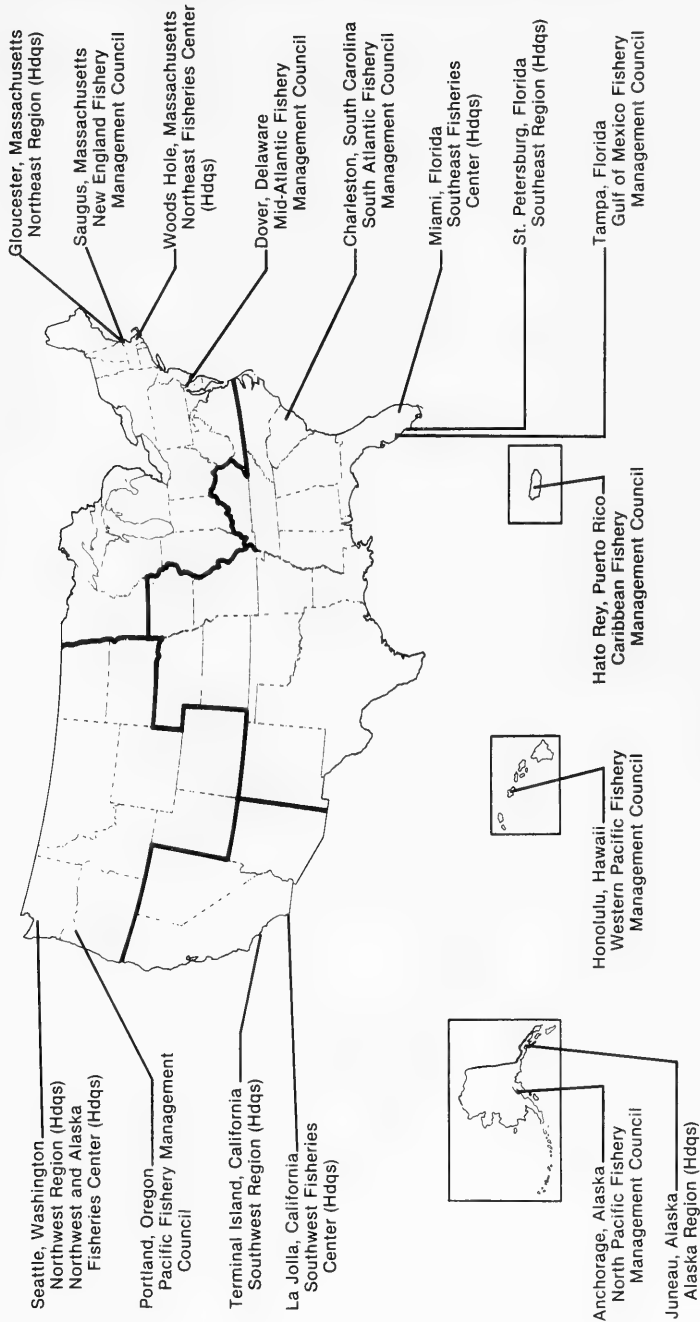 Seattle, Washington
Northwest Region (Hdqs)
Northwest and Alaska
Fisheries Center (Hdqs)
Portland, Oregon
Pacific Fishery Management
Council
Terminal Island, California
Southwest Region (Hdqs)
La Jolla, California
Southwest Fisheries
Center (Hdqs)
Gloucester, Massachusetts
Northeast Region (Hdqs)
Saugus, Massachusetts
New England Fishery
Management Council
Woods Hole, Massachusetts
Northeast Fisheries Center
(Hdqs)
Dover, Delaware
Mid-Atlantic Fishery
Management Council
Charleston, South Carolina
South Atlantic Fishery
Management Council
Miami, Florida
Southeast Fisheries
Center (Hdqs)
St. Petersburg, Florida
Southeast Region (Hdqs)
Tampa, Florida
Gulf of Mexico Fishery
Management Council
Anchorage, Alaska
North Pacific Fishery
Management Council
Juneau, Alaska
Alaska Region (Hdqs)
Honolulu, Hawaii
Western Pacific Fishery
Management Council
Hato Rey, Puerto Rico
Caribbean Fishery
Management Council